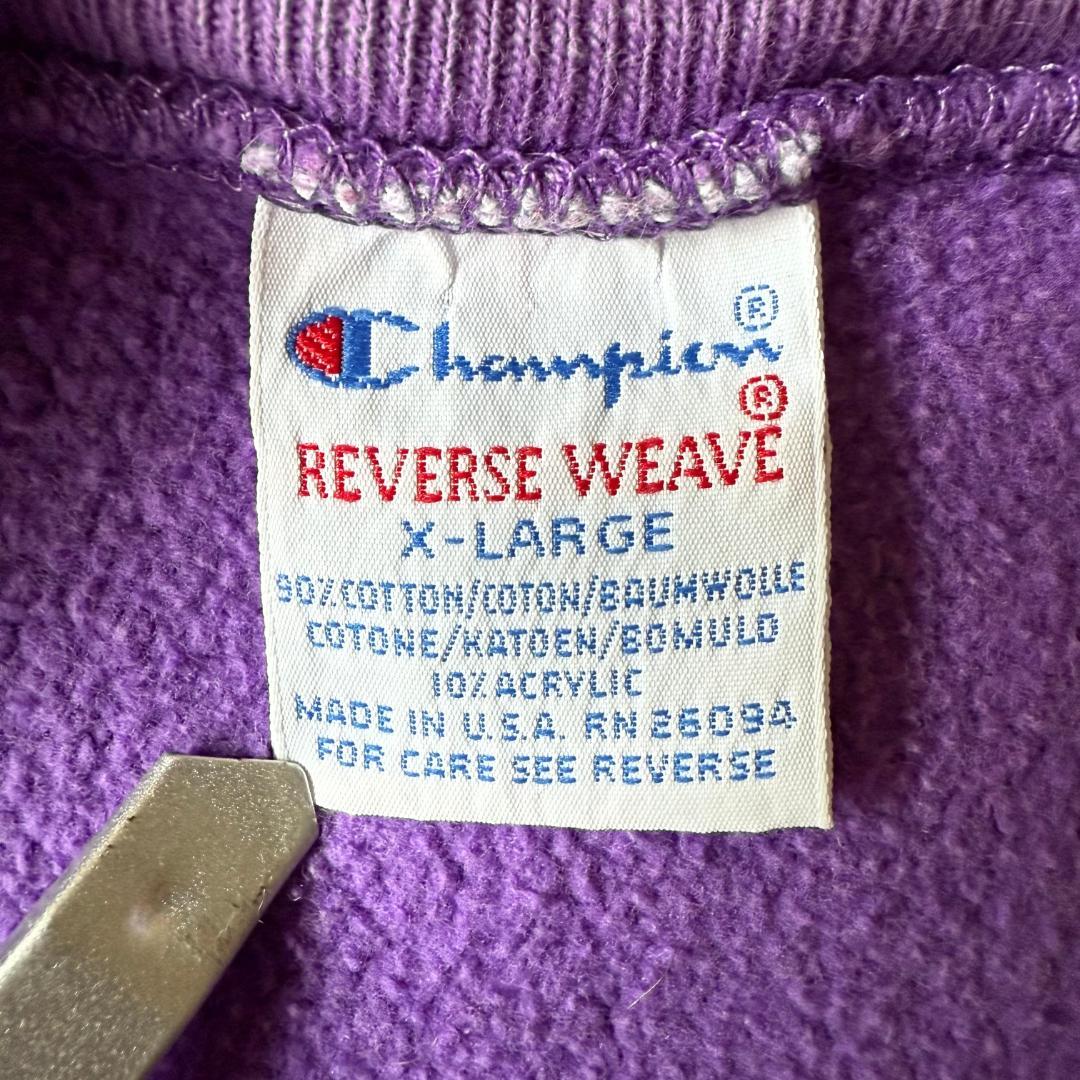 Champion®
REVERSE WEAVE®
X-LARGE
90% COTTON/COTON/BAUMWOLLE
COTONE/KATOEN/BOMULD
10% ACRYLIC
MADE IN U.S.A. RN 26094
FOR CARE SEE REVERSE